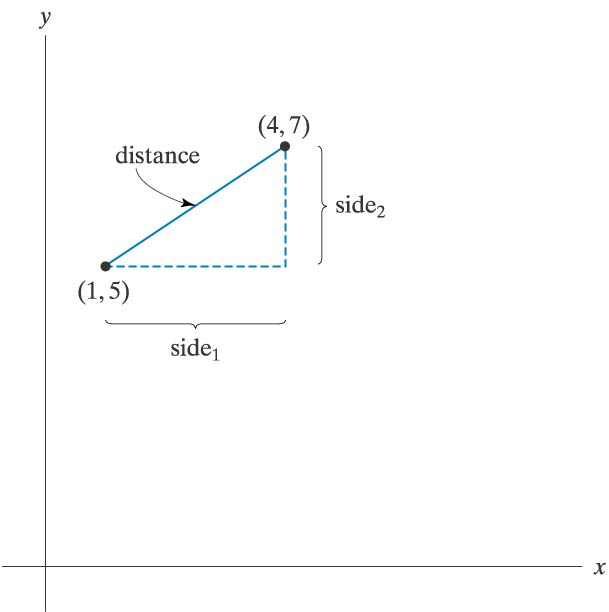 y
(4, 7)
distance
side₂
(1, 5)
side₁
x